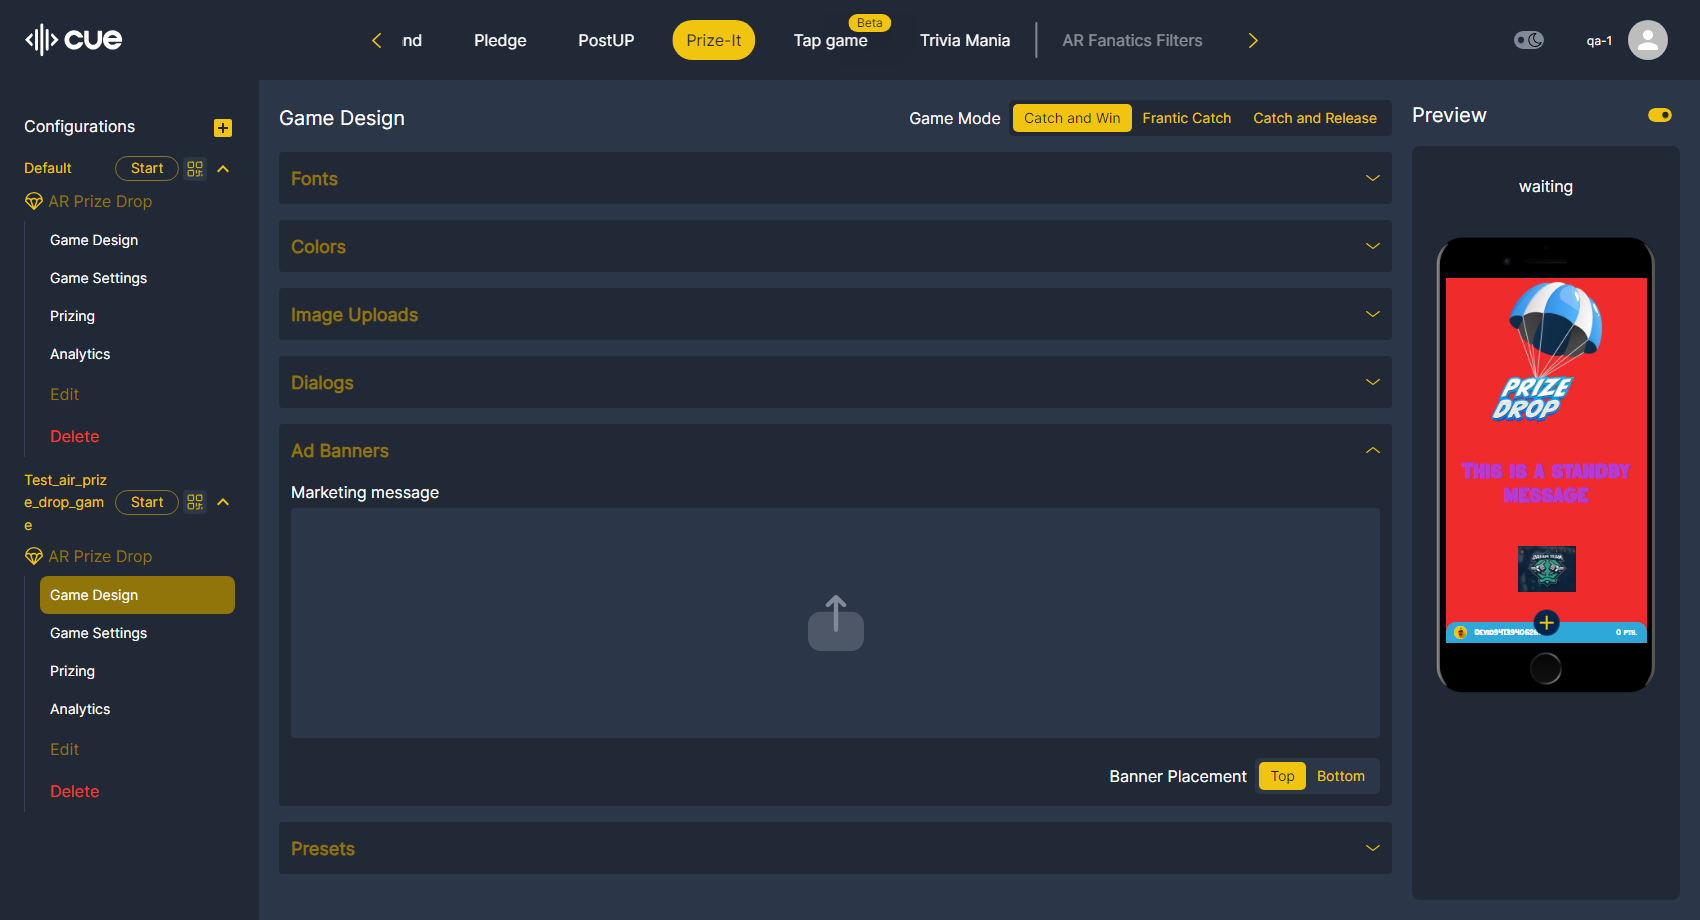 cue
nd
Pledge
PostUP
Prize-It
Beta
Tap game
Trivia Mania
AR Fanatics Filters
qa-1
Configurations
Default
Start
AR Prize Drop
Game Design
Game Settings
Prizing
Analytics
Edit
Delete
Test_air_priz
e_drop_gam
e
Start
AR Prize Drop
Game Design
Game Settings
Prizing
Analytics
Edit
Delete
Game Design
Game Mode
Catch and Win
Frantic Catch
Catch and Release
Fonts
Colors
Image Uploads
Dialogs
Ad Banners
Marketing message
Banner Placement
Top
Bottom
Presets
Preview
waiting
PRIZE
DROP
THIS IS A STANDBY
MESSAGE
0 PTS.